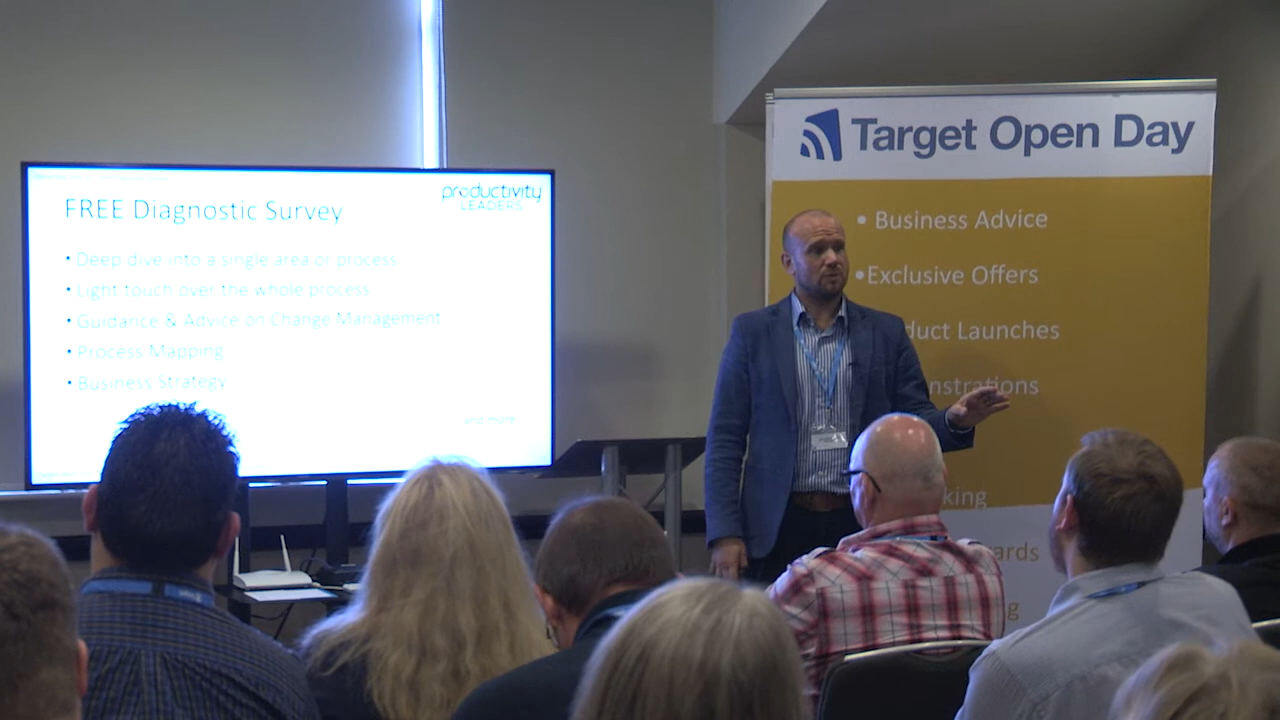 FREE Diagnostic Survey
productivity
LEADERS
• Deep dive into a single area or process
• Light touch over the whole process
• Guidance & Advice on Change Management
• Process Mapping
• Business Strategy
and more
Target Open Day
• Business Advice
•Exclusive Offers
duct Launches
nstrations
king
ards
g